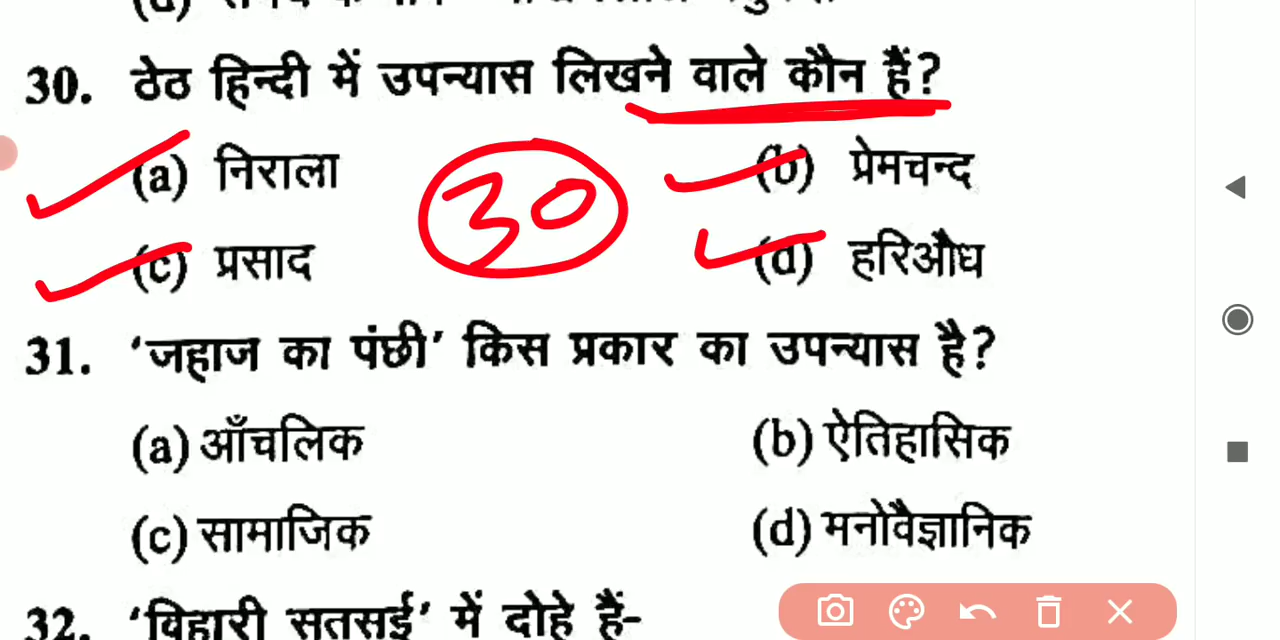 30. ठेठ हिन्दी में उपन्यास लिखने वाले कौन हैं?
(a) निराला (b) प्रेमचन्द
30
(c) प्रसाद (d) हरिऔध
31. 'जहाज का पंछी' किस प्रकार का उपन्यास है?
(a) आँचलिक (b) ऐतिहासिक
(c) सामाजिक (d) मनोवैज्ञानिक
32. 'विहारी सतसई' में दोहे हैं-